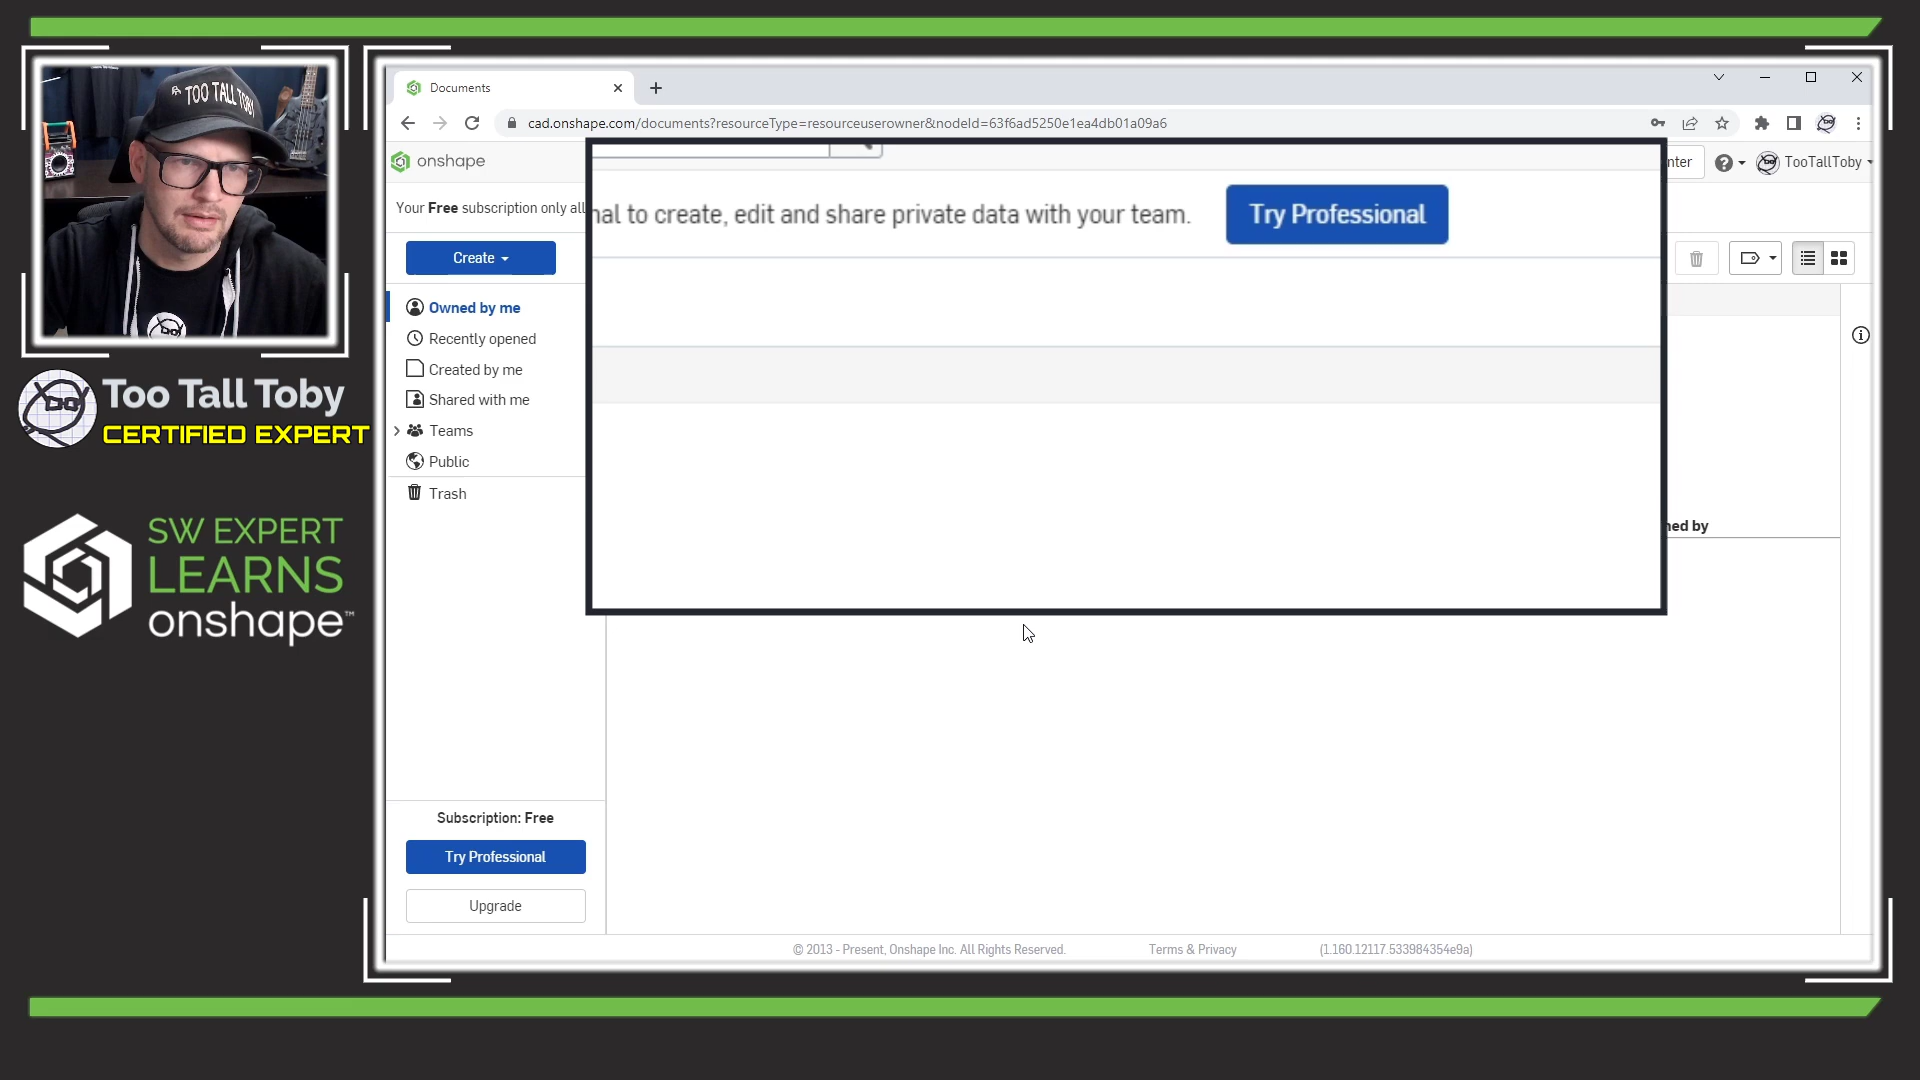 TOO TALL TOBY
Too Tall Toby
CERTIFIED EXPERT
SW EXPERT
LEARNS
onshape™
Documents
cad.onshape.com/documents?resourceType=resourceuserowner&nodeId=63f6ad5250e1ea4db01a09a6
onshape
nter
TooTallToby
Your Free subscription only all
nal to create, edit and share private data with your team.
Try Professional
Create
Owned by me
Recently opened
Created by me
Shared with me
Teams
Public
Trash
ned by
Subscription: Free
Try Professional
Upgrade
© 2013 - Present, Onshape Inc. All Rights Reserved.
Terms & Privacy
(1.160.12117.533984354e9a)